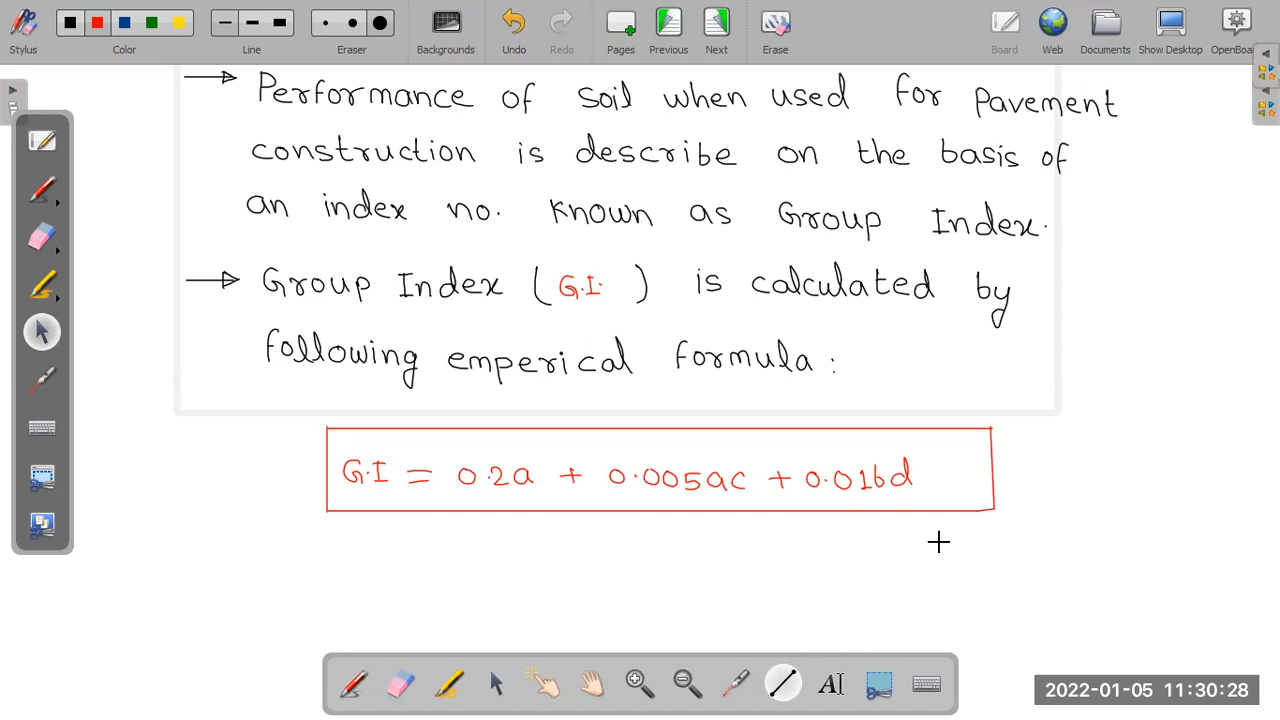 Stylus
Color
Line
Eraser
Backgrounds
Undo
Redo
Pages
Previous
Next
Erase
Board
Web
Documents
Show Desktop
OpenBoard
→ Performance of soil when used for pavement
construction is describe on the basis of
an index no. known as Group Index.
→ Group Index (G.I.) is calculated by
following emperical formula:
G.I = 0.2a + 0.005ac + 0.01bd
2022-01-05 11:30:28